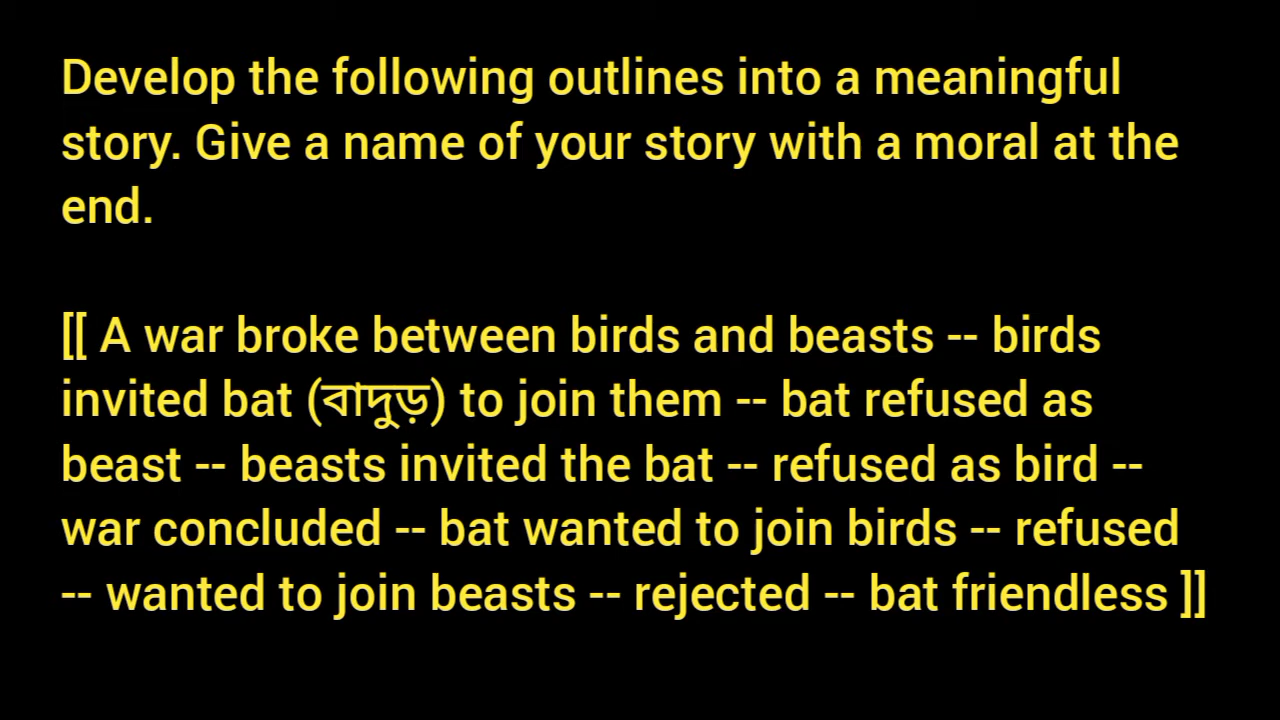 Develop the following outlines into a meaningful
story. Give a name of your story with a moral at the
end.
[[ A war broke between birds and beasts -- birds
invited bat (বাদুড়) to join them -- bat refused as
beast -- beasts invited the bat -- refused as bird --
war concluded -- bat wanted to join birds -- refused
-- wanted to join beasts -- rejected -- bat friendless ]]